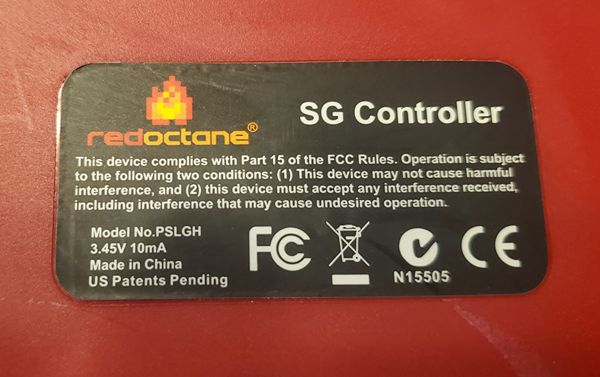 redoctane®
SG Controller
This device complies with Part 15 of the FCC Rules. Operation is subject
to the following two conditions: (1) This device may not cause harmful
interference, and (2) this device must accept any interference received,
including interference that may cause undesired operation.
Model No.PSLGH
3.45V 10mA
Made in China
US Patents Pending
FC
N15505
CE